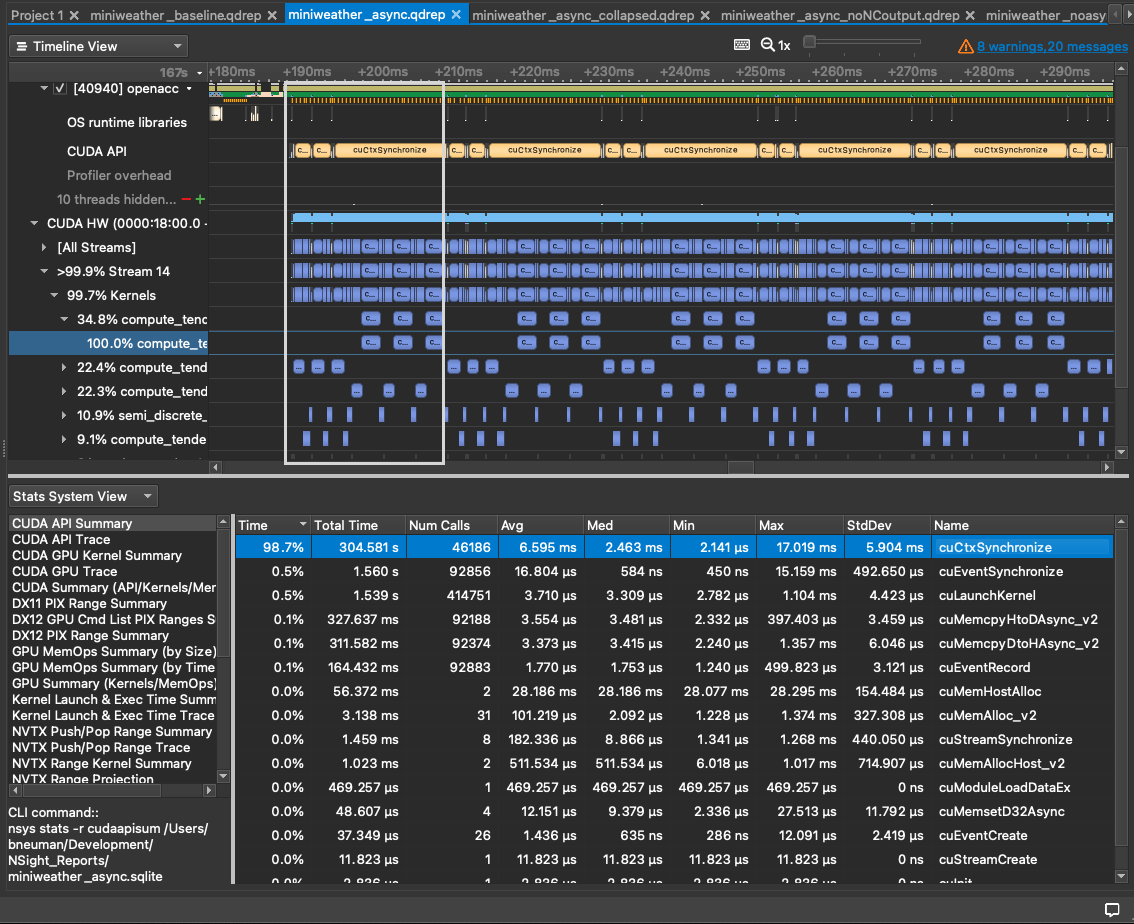 Project 1 miniweather_baseline.qdrep miniweather_async.qdrep miniweather_async_collapsed.qdrep miniweather_async_noNCoutput.qdrep miniweather_noasy
Timeline View 1x 8 warnings,20 messages
167s +180ms +190ms +200ms +210ms +220ms +230ms +240ms +250ms +260ms +270ms +280ms +290ms
[40940] openacc
OS runtime libraries
CUDA API c... c... cuCtxSynchronize c... c... cuCtxSynchronize c... c... cuCtxSynchronize c... c... cuCtxSynchronize c... c... cuCtxSynchronize c... c...
Profiler overhead
10 threads hidden...
CUDA HW (0000:18:00.0 -
[All Streams]
>99.9% Stream 14
99.7% Kernels
34.8% compute_tend
100.0% compute_te
22.4% compute_tend
22.3% compute_tend
10.9% semi_discrete_
9.1% compute_tende
Stats System View
CUDA API Summary
CUDA API Trace
CUDA GPU Kernel Summary
CUDA GPU Trace
CUDA Summary (API/Kernels/Mem
DX11 PIX Range Summary
DX12 GPU Cmd List PIX Ranges S
DX12 PIX Range Summary
GPU MemOps Summary (by Size)
GPU MemOps Summary (by Time
GPU Summary (Kernels/MemOps)
Kernel Launch & Exec Time Summ
Kernel Launch & Exec Time Trace
NVTX Push/Pop Range Summary
NVTX Push/Pop Range Trace
NVTX Range Kernel Summary
NVTX Range Projection
CLI command::
nsys stats -r cudaapisum /Users/
bneuman/Development/
NSight_Reports/
miniweather_async.sqlite
Time Total Time Num Calls Avg Med Min Max StdDev Name
98.7% 304.581 s 46186 6.595 ms 2.463 ms 2.141 μs 17.019 ms 5.904 ms cuCtxSynchronize
0.5% 1.560 s 92856 16.804 μs 584 ns 450 ns 15.159 ms 492.650 μs cuEventSynchronize
0.5% 1.539 s 414751 3.710 μs 3.309 μs 2.782 μs 1.104 ms 4.423 μs cuLaunchKernel
0.1% 327.637 ms 92188 3.554 μs 3.481 μs 2.332 μs 397.403 μs 3.459 μs cuMemcpyHtoDAsync_v2
0.1% 311.582 ms 92374 3.373 μs 3.415 μs 2.240 μs 1.357 ms 6.046 μs cuMemcpyDtoHAsync_v2
0.1% 164.432 ms 92883 1.770 μs 1.753 μs 1.240 μs 499.823 μs 3.121 μs cuEventRecord
0.0% 56.372 ms 2 28.186 ms 28.186 ms 28.077 ms 28.295 ms 154.484 μs cuMemHostAlloc
0.0% 3.138 ms 31 101.219 μs 2.092 μs 1.228 μs 1.374 ms 327.308 μs cuMemAlloc_v2
0.0% 1.459 ms 8 182.336 μs 8.866 μs 1.341 μs 1.268 ms 440.050 μs cuStreamSynchronize
0.0% 1.023 ms 2 511.534 μs 511.534 μs 6.018 μs 1.017 ms 714.907 μs cuMemAllocHost_v2
0.0% 469.257 μs 1 469.257 μs 469.257 μs 469.257 μs 469.257 μs 0 ns cuModuleLoadDataEx
0.0% 48.607 μs 4 12.151 μs 9.379 μs 2.336 μs 27.513 μs 11.792 μs cuMemsetD32Async
0.0% 37.349 μs 26 1.436 μs 635 ns 286 ns 12.091 μs 2.419 μs cuEventCreate
0.0% 11.823 μs 1 11.823 μs 11.823 μs 11.823 μs 11.823 μs 0 ns cuStreamCreate